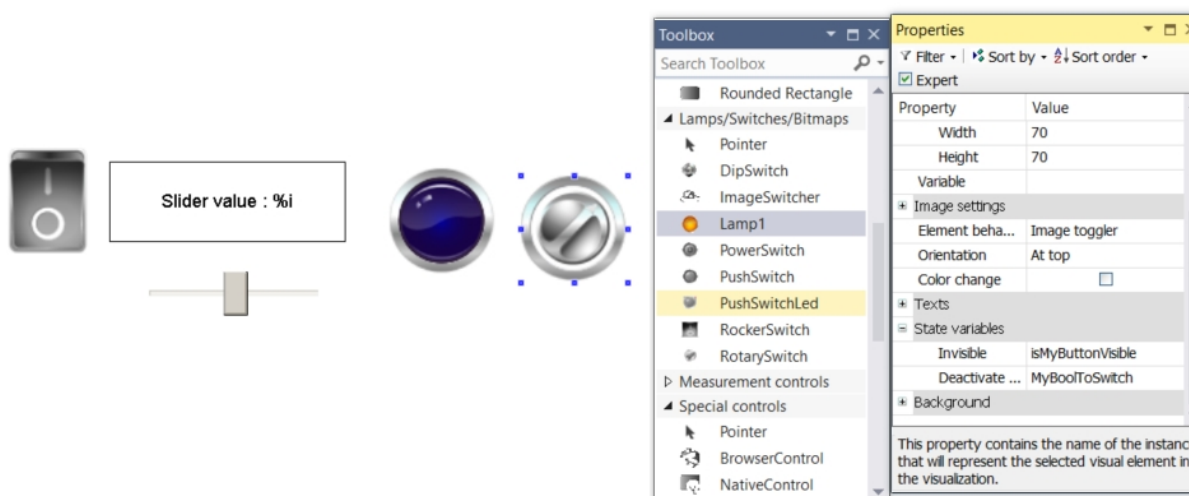 Slider value : %i
Toolbox
Search Toolbox
Rounded Rectangle
Lamps/Switches/Bitmaps
Pointer
DipSwitch
ImageSwitcher
Lamp1
PowerSwitch
PushSwitch
PushSwitchLed
RockerSwitch
RotarySwitch
Measurement controls
Special controls
Pointer
BrowserControl
NativeControl
Properties
Filter Sort by Sort order
Expert
Property Value
Width 70
Height 70
Variable
Image settings
Element beha... Image toggler
Orientation At top
Color change
Texts
State variables
Invisible isMyButtonVisible
Deactivate ... MyBoolToSwitch
Background
This property contains the name of the instanc
that will represent the selected visual element in
the visualization.